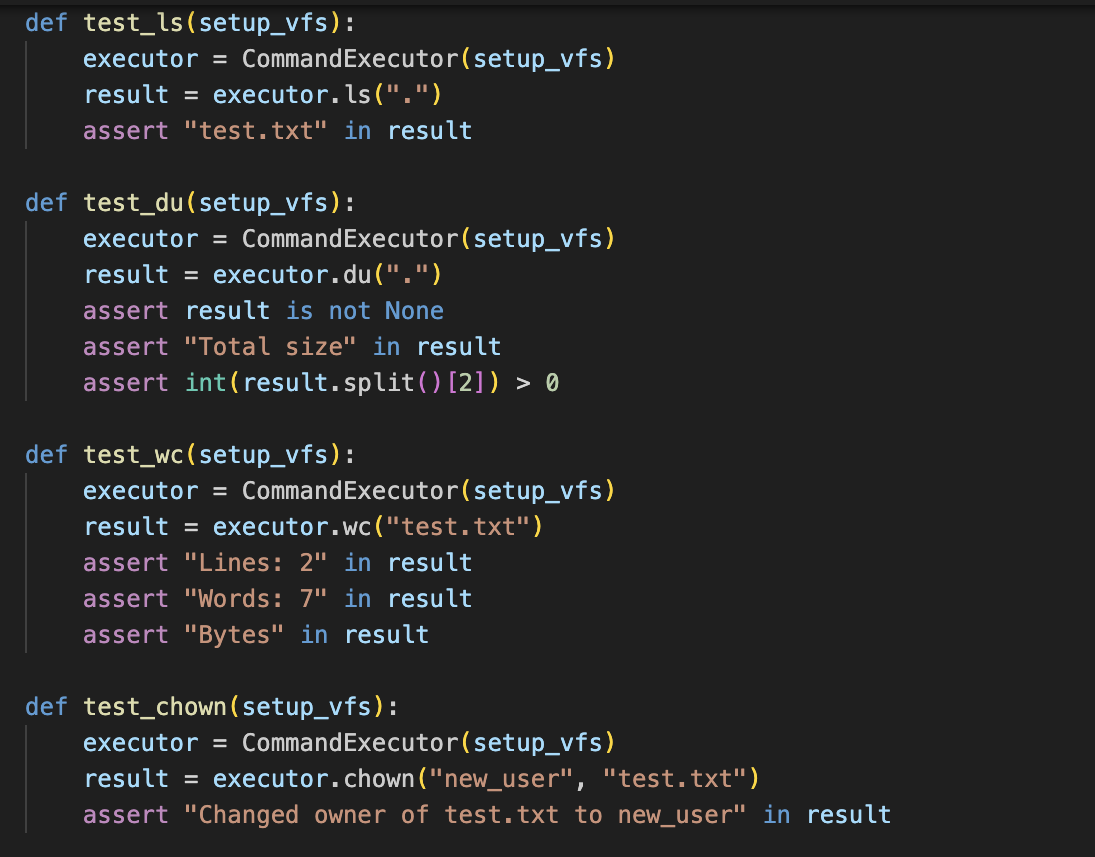 def test_ls(setup_vfs):
    executor = CommandExecutor(setup_vfs)
    result = executor.ls(".")
    assert "test.txt" in result

def test_du(setup_vfs):
    executor = CommandExecutor(setup_vfs)
    result = executor.du(".")
    assert result is not None
    assert "Total size" in result
    assert int(result.split()[2]) > 0

def test_wc(setup_vfs):
    executor = CommandExecutor(setup_vfs)
    result = executor.wc("test.txt")
    assert "Lines: 2" in result
    assert "Words: 7" in result
    assert "Bytes" in result

def test_chown(setup_vfs):
    executor = CommandExecutor(setup_vfs)
    result = executor.chown("new_user", "test.txt")
    assert "Changed owner of test.txt to new_user" in result